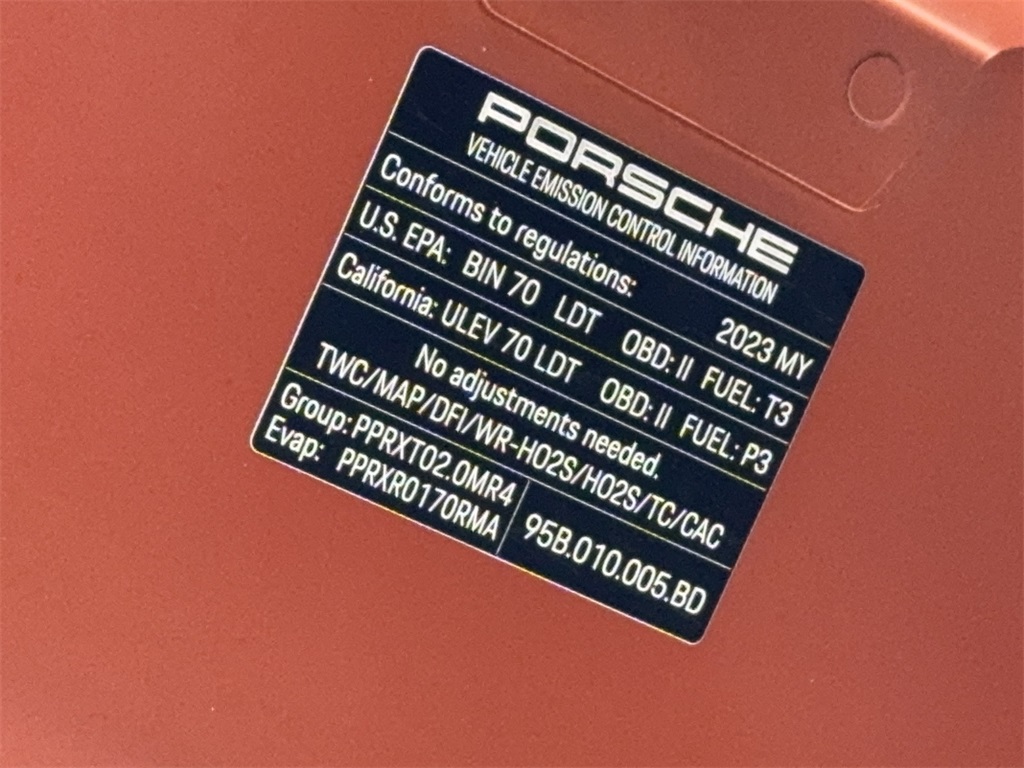 PORSCHE
VEHICLE EMISSION CONTROL INFORMATION
Conforms to regulations: 2023 MY
U.S. EPA: BIN 70 LDT OBD: II FUEL: T3
California: ULEV 70 LDT OBD: II FUEL: P3
No adjustments needed.
TWC/MAP/DFI/WR-HO2S/HO2S/TC/CAC
Group: PPRXT02.0MR4
Evap: PPRXR0170RMA
95B.010.005.BD